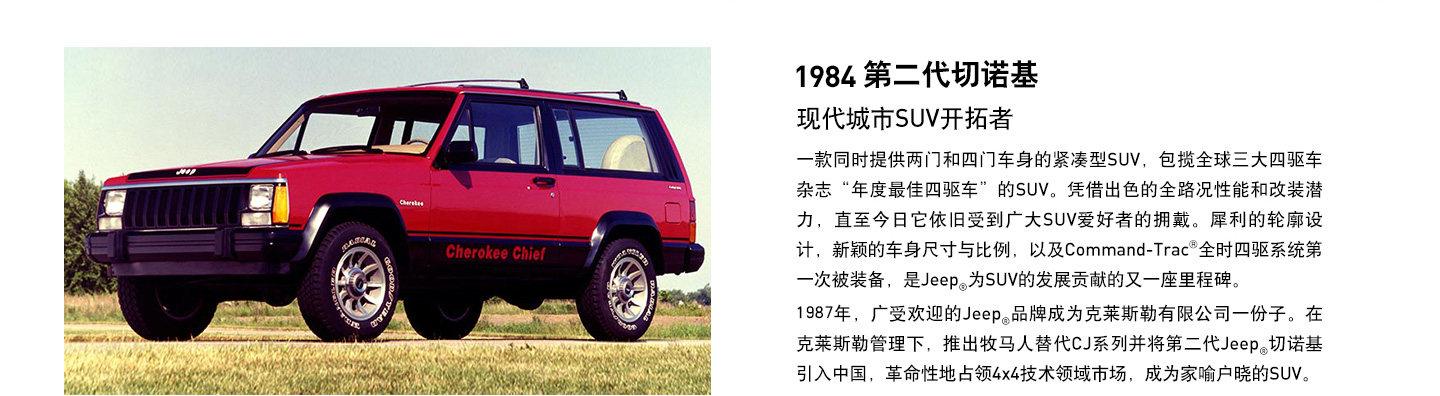 1984 第二代切诺基
现代城市SUV开拓者
一款同时提供两门和四门车身的紧凑型SUV，包揽全球三大四驱车
杂志“年度最佳四驱车”的SUV。凭借出色的全路况性能和改装潜
力，直至今日它依旧受到广大SUV爱好者的拥戴。犀利的轮廓设
计，新颖的车身尺寸与比例，以及Command-Trac®全时四驱系统第
一次被装备，是Jeep®为SUV的发展贡献的又一座里程碑。
1987年，广受欢迎的Jeep®品牌成为克莱斯勒有限公司一份子。在
克莱斯勒管理下，推出牧马人替代CJ系列并将第二代Jeep®切诺基
引入中国，革命性地占领4x4技术领域市场，成为家喻户晓的SUV。
Jeep
Cherokee
Cherokee Chief